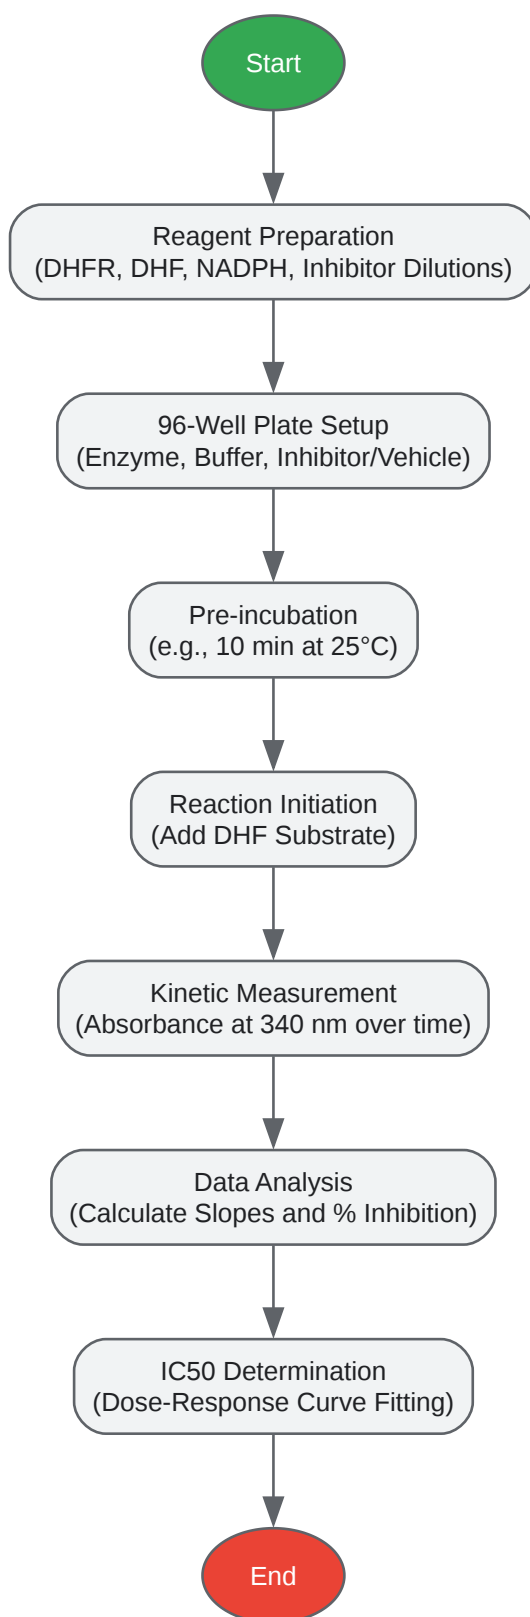 Start
Reagent Preparation
(DHFR, DHF, NADPH, Inhibitor Dilutions)
96-Well Plate Setup
(Enzyme, Buffer, Inhibitor/Vehicle)
Pre-incubation
(e.g., 10 min at 25°C)
Reaction Initiation
(Add DHF Substrate)
Kinetic Measurement
(Absorbance at 340 nm over time)
Data Analysis
(Calculate Slopes and % Inhibition)
IC50 Determination
(Dose-Response Curve Fitting)
End